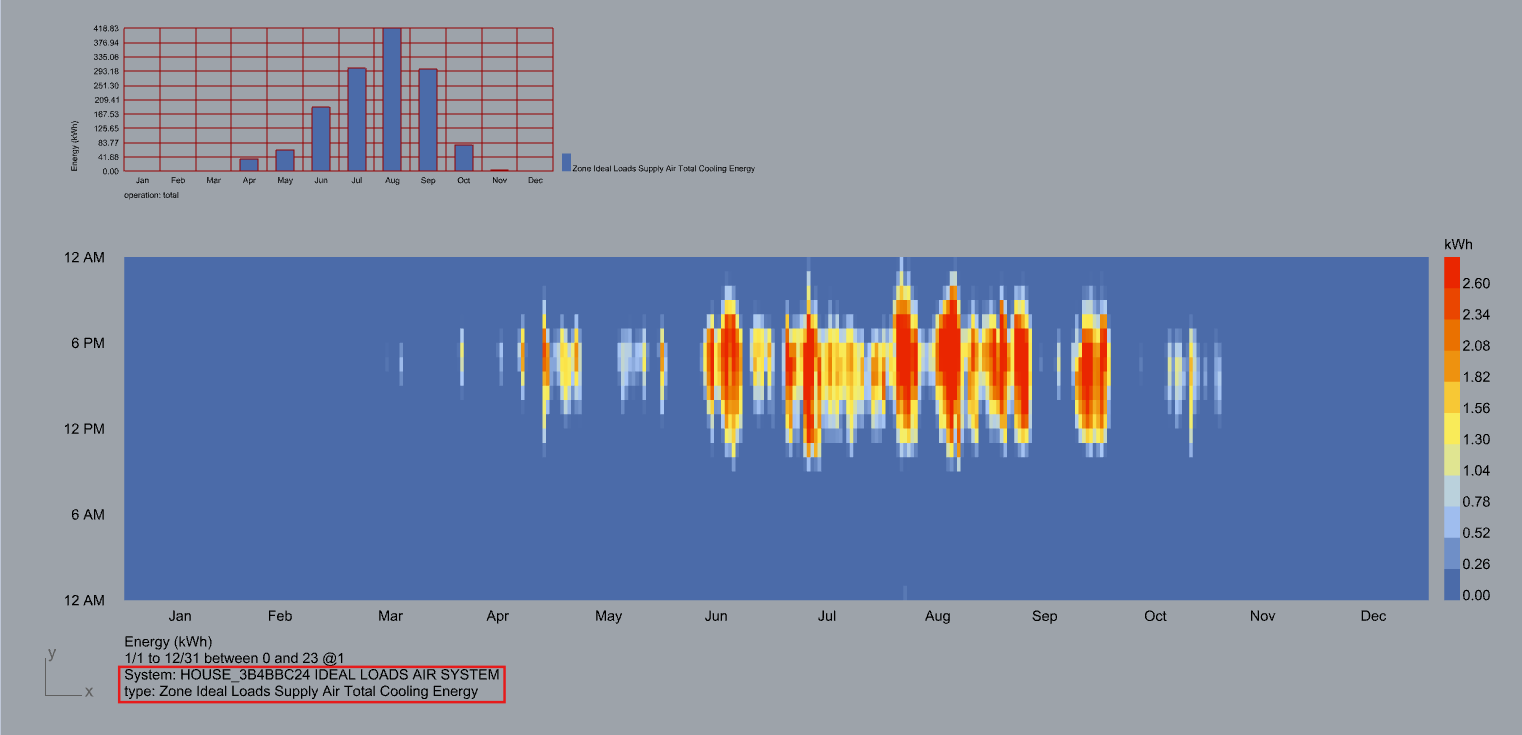 418.83
376.94
335.06
293.18
251.30
209.41
167.53
125.65
83.77
41.88
0.00
Energy (kWh)
Jan Feb Mar Apr May Jun Jul Aug Sep Oct Nov Dec
operation: total
Zone Ideal Loads Supply Air Total Cooling Energy
12 AM
6 PM
12 PM
6 AM
12 AM
Jan Feb Mar Apr May Jun Jul Aug Sep Oct Nov Dec
kWh
2.60
2.34
2.08
1.82
1.56
1.30
1.04
0.78
0.52
0.26
0.00
Energy (kWh)
1/1 to 12/31 between 0 and 23 @1
System: HOUSE_3B4BBC24 IDEAL LOADS AIR SYSTEM
type: Zone Ideal Loads Supply Air Total Cooling Energy
y
x